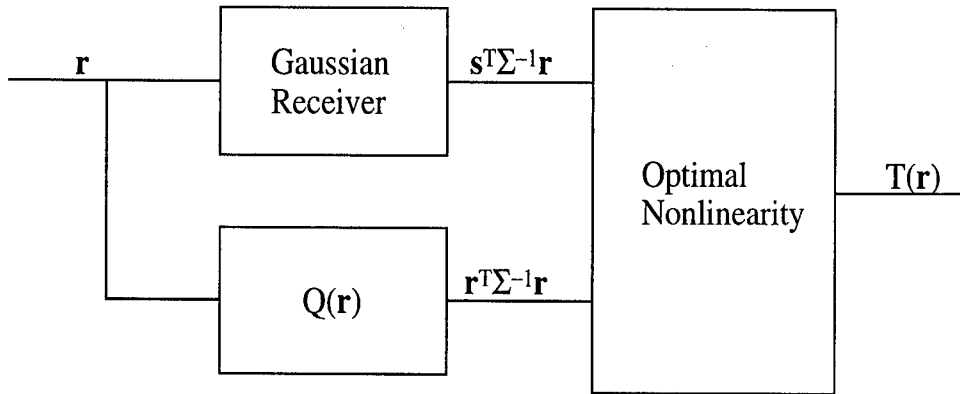 r
Gaussian
Receiver
sᵀΣ⁻¹r
Optimal
Nonlinearity
T(r)
Q(r)
rᵀΣ⁻¹r